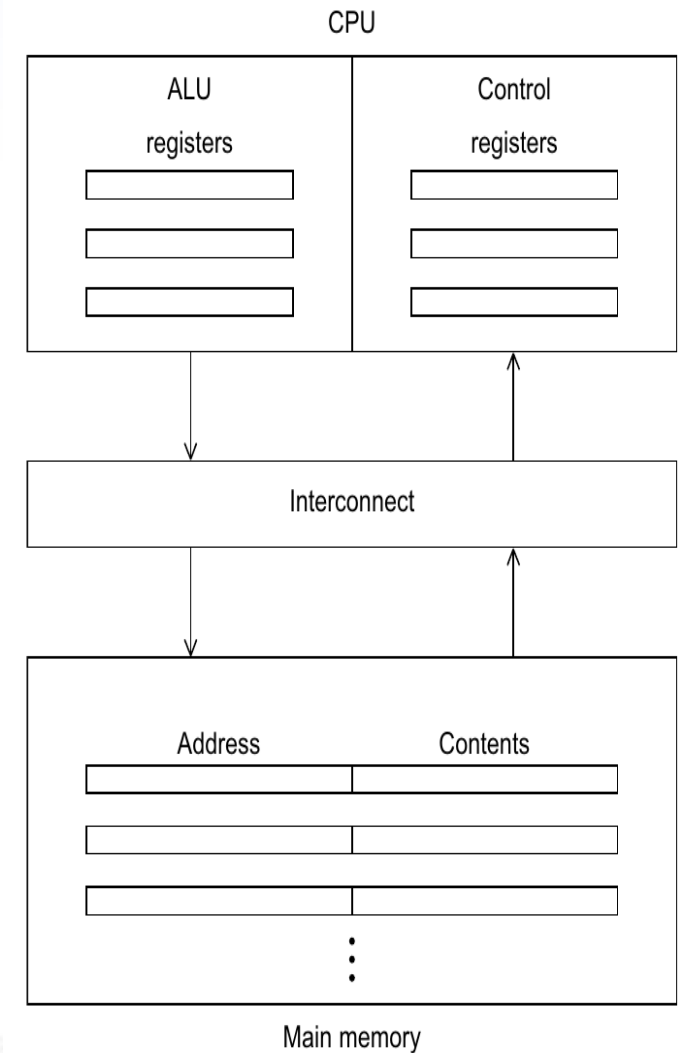 CPU
ALU
Control
registers
registers
Interconnect
Address
Contents
Main memory